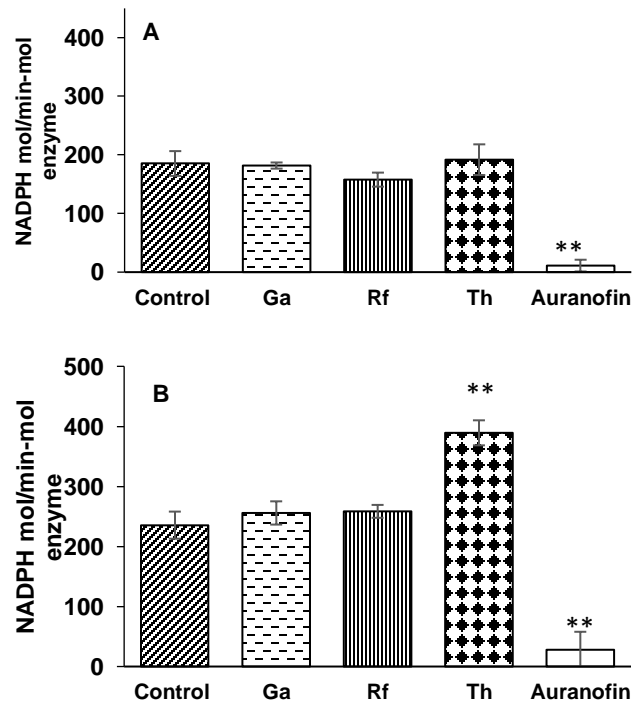 A
NADPH mol/min-mol
enzyme
400
300
200
100
0
**
Control Ga Rf Th Auranofin
B
NADPH mol/min-mol
enzyme
500
400
300
200
100
0
**
**
Control Ga Rf Th Auranofin